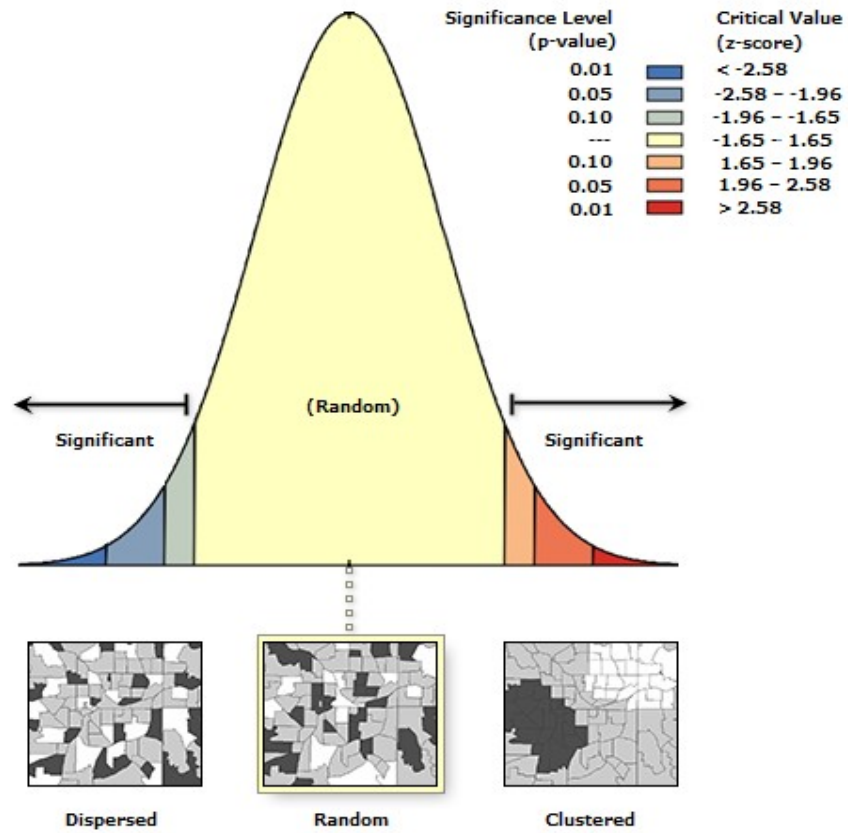 Significance Level Critical Value
(p-value) (z-score)
0.01 < -2.58
0.05 -2.58 – -1.96
0.10 -1.96 – -1.65
--- -1.65 – 1.65
0.10 1.65 – 1.96
0.05 1.96 – 2.58
0.01 > 2.58
(Random)
Significant Significant
Dispersed Random Clustered